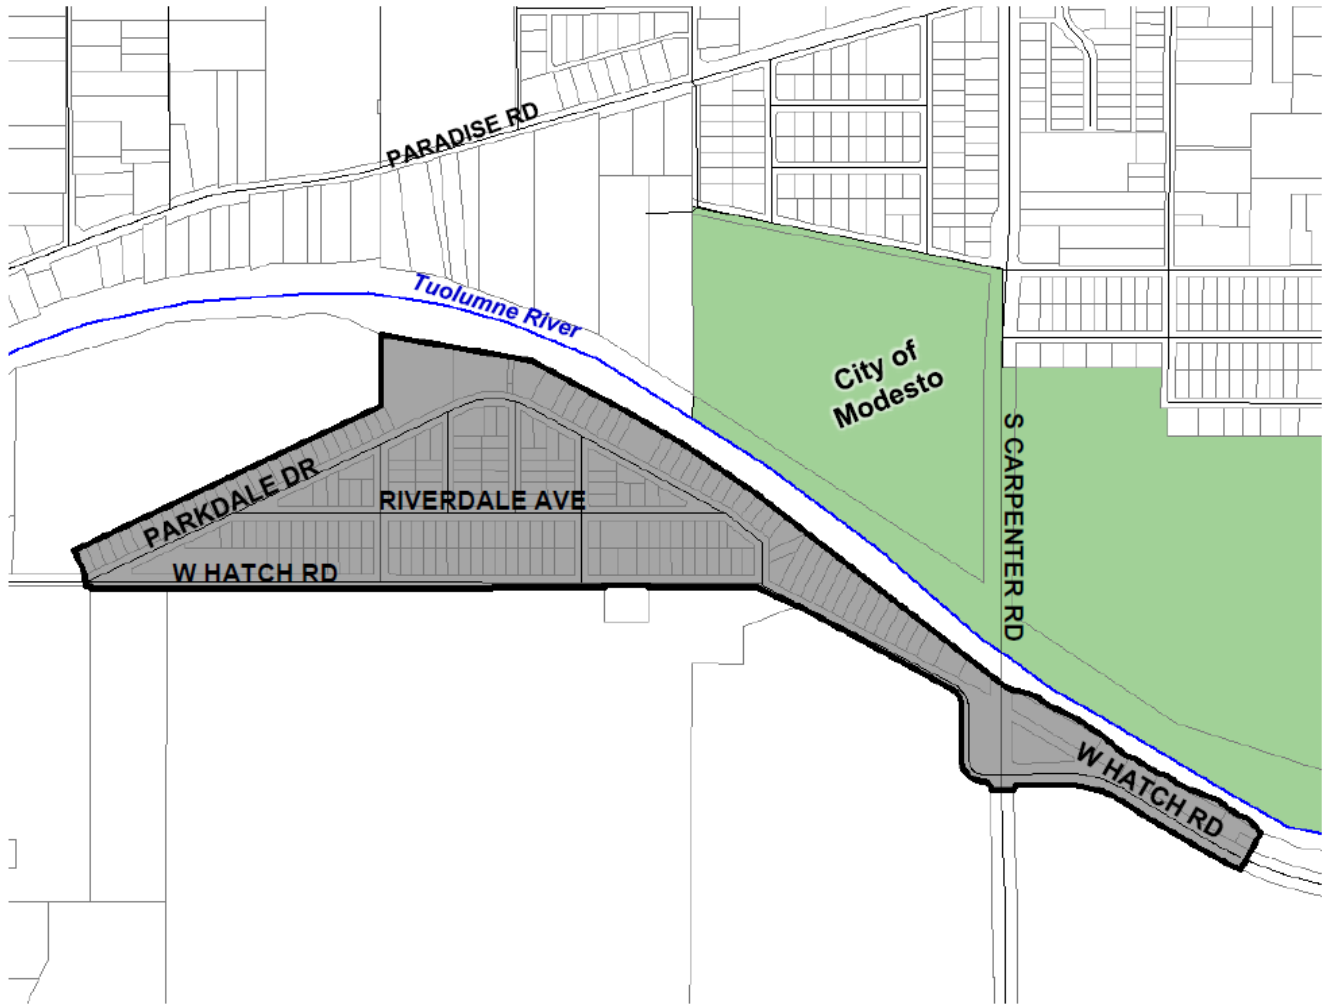 PARADISE RD
Tuolumne River
City of
Modesto
S CARPENTER RD
PARKDALE DR
RIVERDALE AVE
W HATCH RD
W HATCH RD